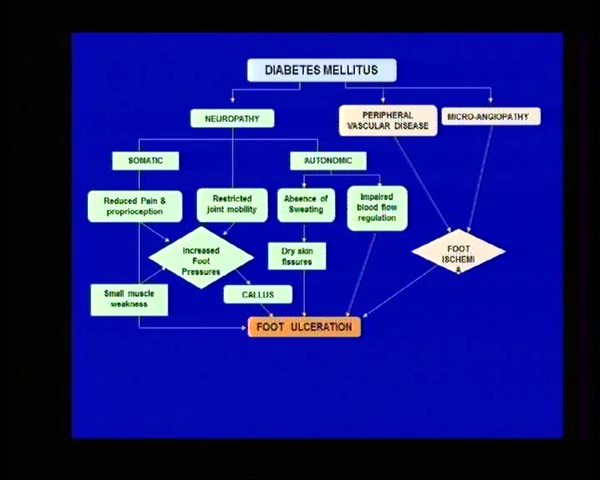 DIABETES MELLITUS
NEUROPATHY
PERIPHERAL
VASCULAR DISEASE
MICRO-ANGIOPATHY
SOMATIC
AUTONOMIC
Reduced Pain &
proprioception
Restricted
joint mobility
Absence of
Sweating
Impaired
blood flow
regulation
Increased
Foot
Pressures
Dry skin
fissures
FOOT
ISCHEMI
A
Small muscle
weakness
CALLUS
FOOT ULCERATION